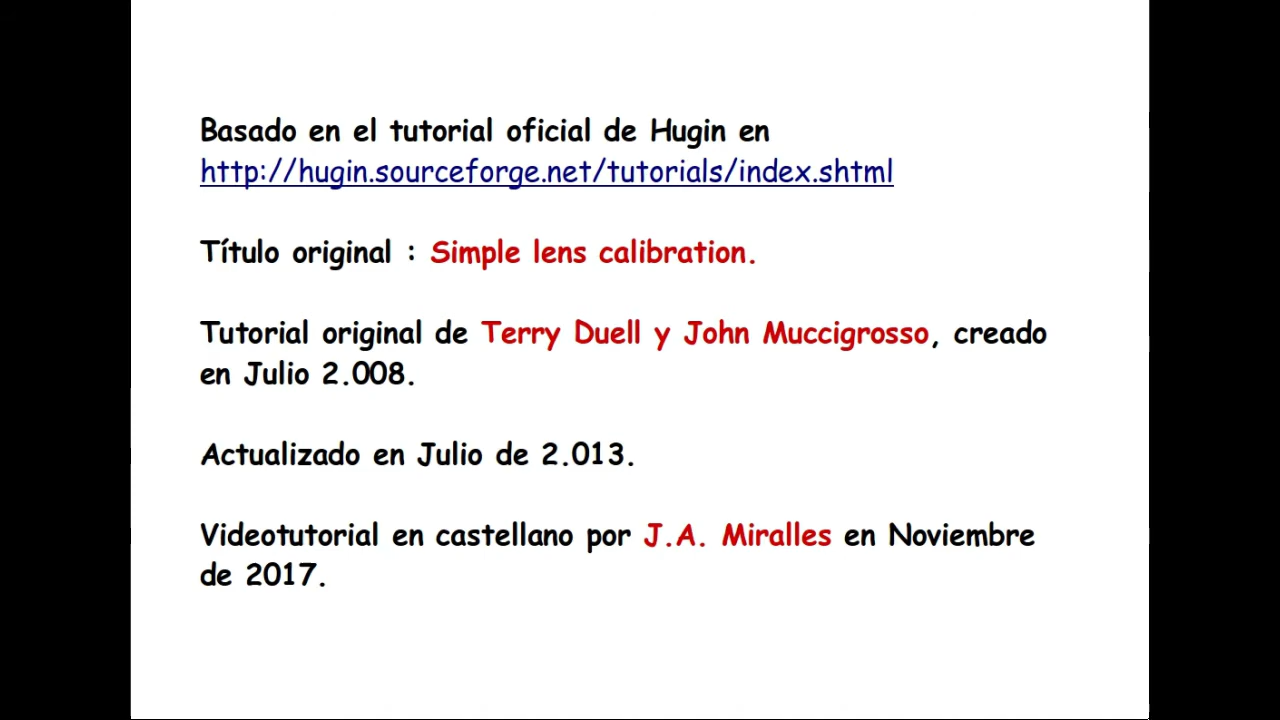 Basado en el tutorial oficial de Hugin en
http://hugin.sourceforge.net/tutorials/index.shtml
Título original : Simple lens calibration.
Tutorial original de Terry Duell y John Muccigrosso, creado
en Julio 2.008.
Actualizado en Julio de 2.013.
Videotutorial en castellano por J.A. Miralles en Noviembre
de 2017.